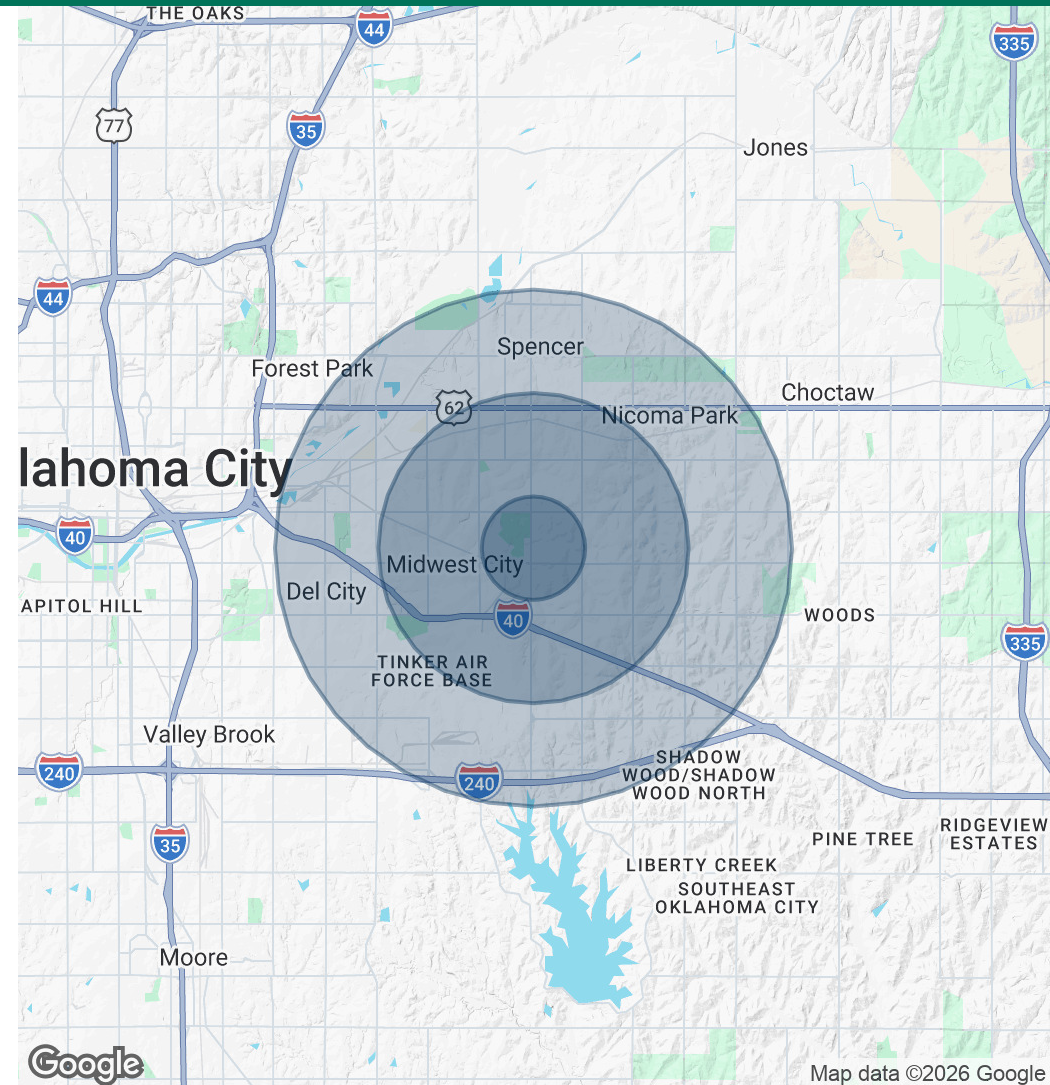 THE OAKS
44
335
77
35
Jones
44
Spencer
Forest Park
Choctaw
62
Nicoma Park
lahoma City
40
Midwest City
Del City
APITOL HILL
WOODS
40
335
TINKER AIR
FORCE BASE
Valley Brook
240
240
SHADOW
WOOD/SHADOW
WOOD NORTH
35
PINE TREE
RIDGEVIEW
ESTATES
LIBERTY CREEK
SOUTHEAST
OKLAHOMA CITY
Moore
Google
Map data ©2026 Google